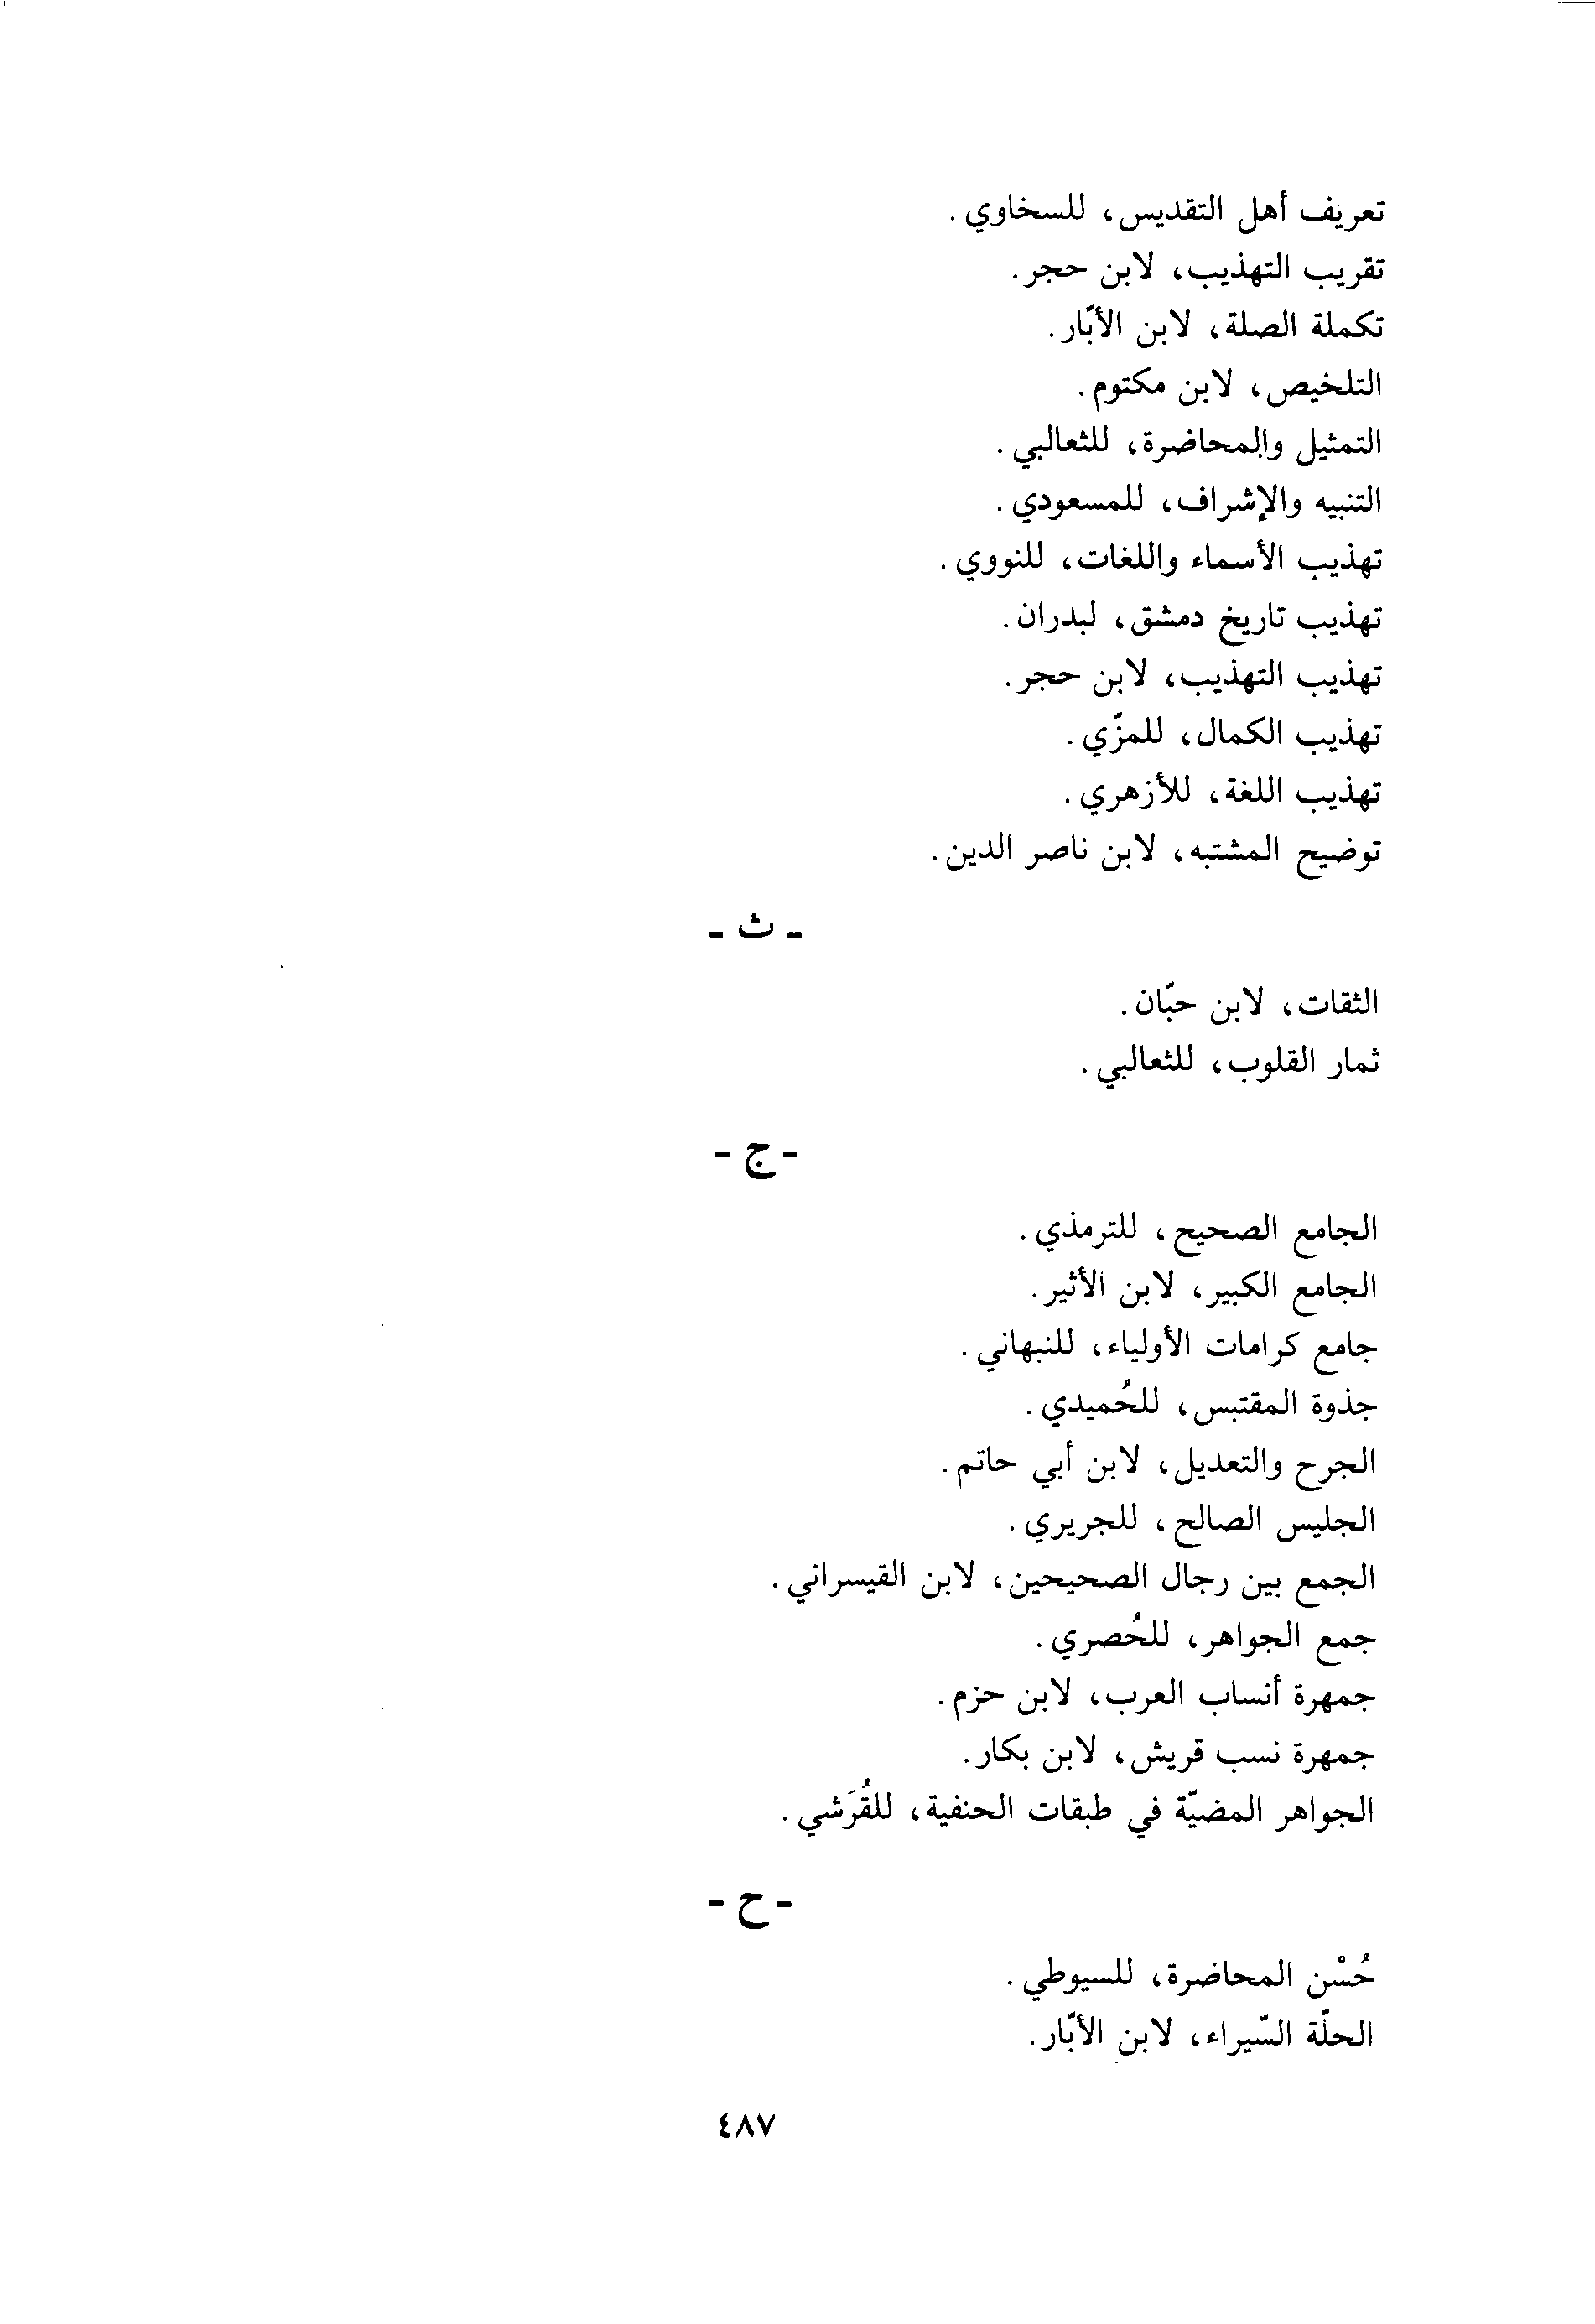 تعريف أهل التقديس، للسخاوي.
تقريب التهذيب، لابن حجر.
تكملة الصلة، لابن الأبّار.
التلخيص، لابن مكتوم.
التمثيل والمحاضرة، للثعالبي.
التنبيه والإشراف، للمسعودي.
تهذيب الأسماء واللغات، للنووي.
تهذيب تاريخ دمشق، لبدران.
تهذيب التهذيب، لابن حجر.
تهذيب الكمال، للمزّي.
تهذيب اللغة، للأزهري.
توضيح المشتبه، لابن ناصر الدين.
- ث -
الثقات، لابن حبّان.
ثمار القلوب، للثعالبي.
- ج -
الجامع الصحيح، للترمذي.
الجامع الكبير، لابن الأثير.
جامع كرامات الأولياء، للنبهاني.
جذوة المقتبس، للحُميدي.
الجرح والتعديل، لابن أبي حاتم.
الجليس الصالح، للجريري.
الجمع بين رجال الصحيحين، لابن القيسراني.
جمع الجواهر، للحُصري.
جمهرة أنساب العرب، لابن حزم.
جمهرة نسب قريش، لابن بكار.
الجواهر المضيّة في طبقات الحنفية، للقُرَشي.
- ح -
حُسْن المحاضرة، للسيوطي.
الحلّة السّيراء، لابن الأبّار.
٤٨٧